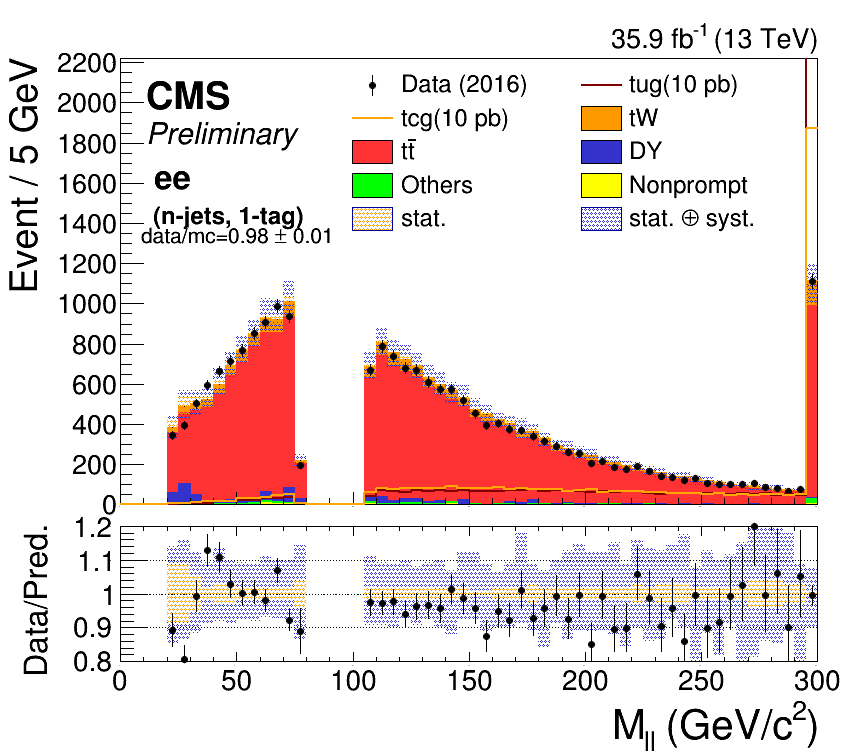 35.9 fb⁻¹ (13 TeV)
Event / 5 GeV
2200
2000
1800
1600
1400
1200
1000
800
600
400
200
0
CMS
Preliminary
ee
(n-jets, 1-tag)
data/mc=0.98 ± 0.01
Data (2016)
tug(10 pb)
tcg(10 pb)
tW
tt̄
DY
Others
Nonprompt
stat.
stat. ⊕ syst.
Data/Pred.
1.2
1.1
1
0.9
0.8
0 50 100 150 200 250 300
M_ll (GeV/c²)